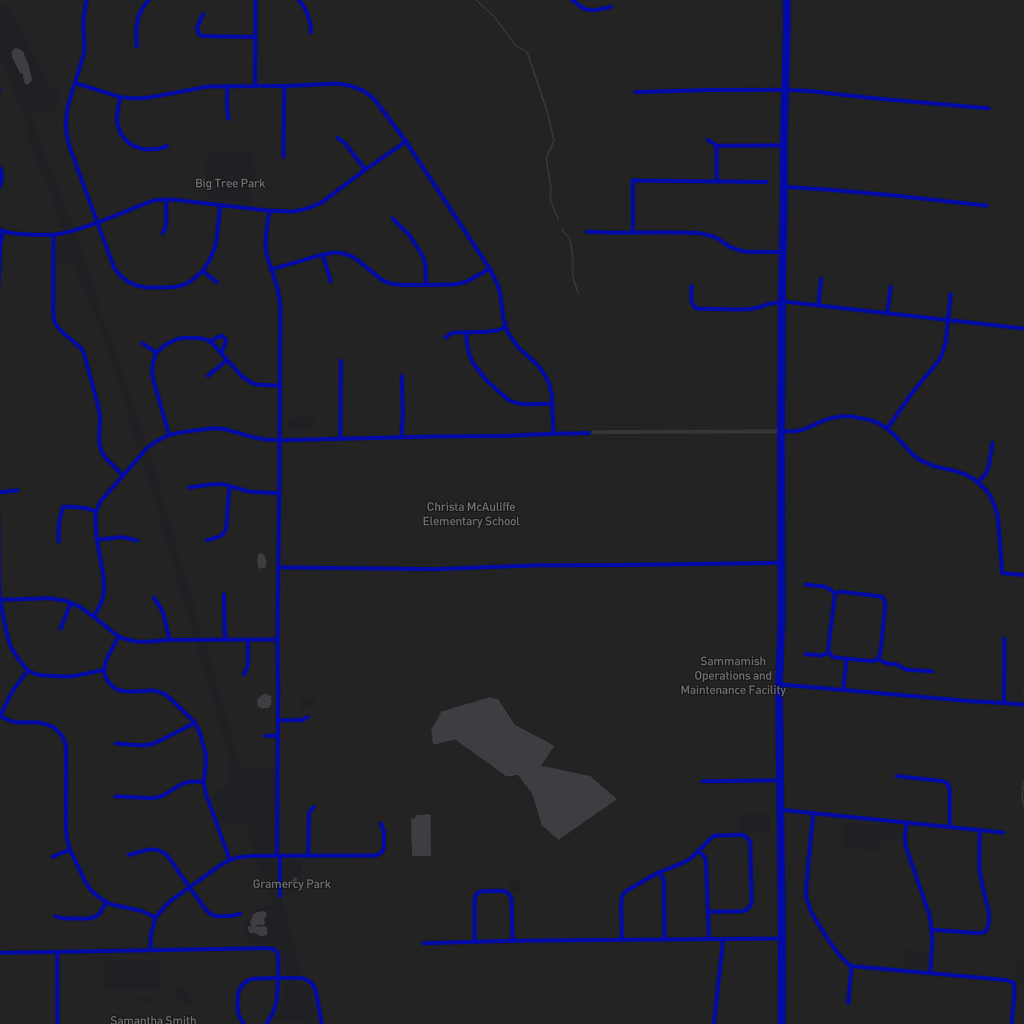 Big Tree Park
Christa McAuliffe
Elementary School
Sammamish
Operations and
Maintenance Facility
Gramercy Park
Samantha Smith